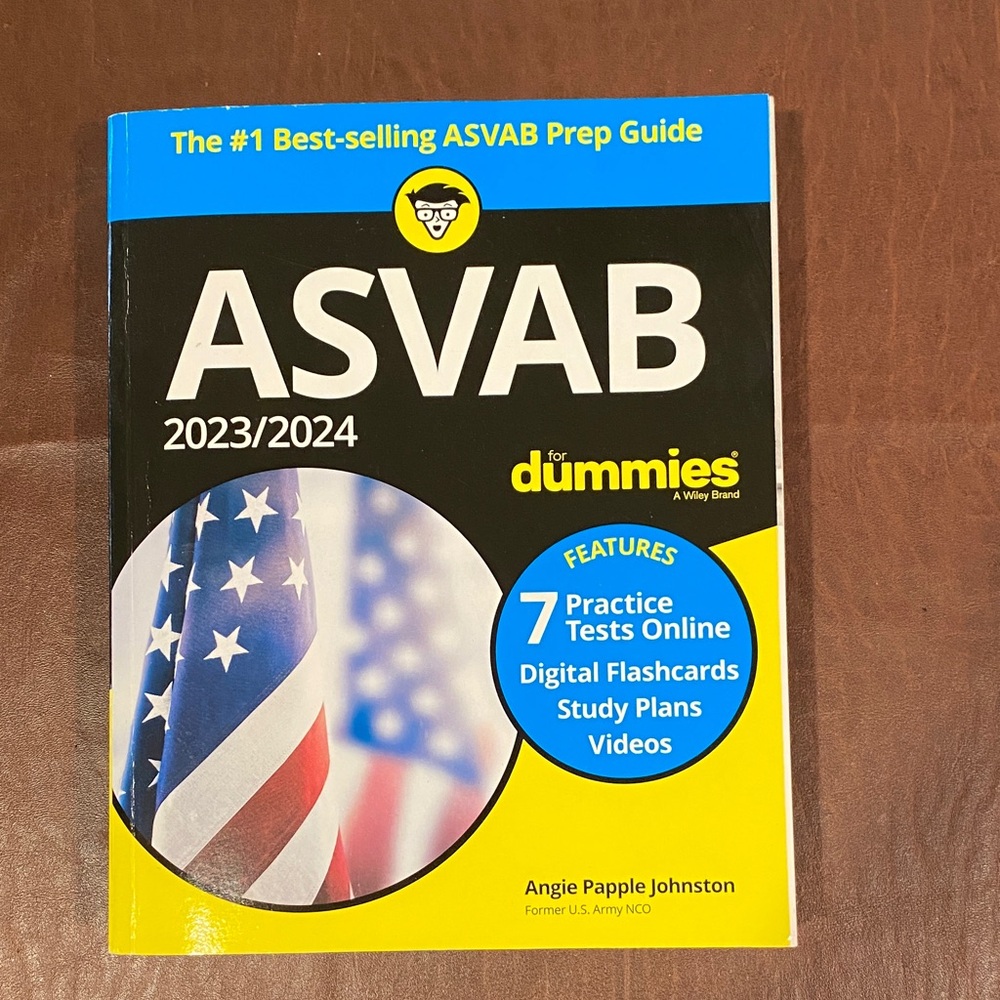 The #1 Best-selling ASVAB Prep Guide
ASVAB
2023/2024
for
dummies®
A Wiley Brand
FEATURES
7 Practice
Tests Online
Digital Flashcards
Study Plans
Videos
Angie Papple Johnston
Former U.S. Army NCO